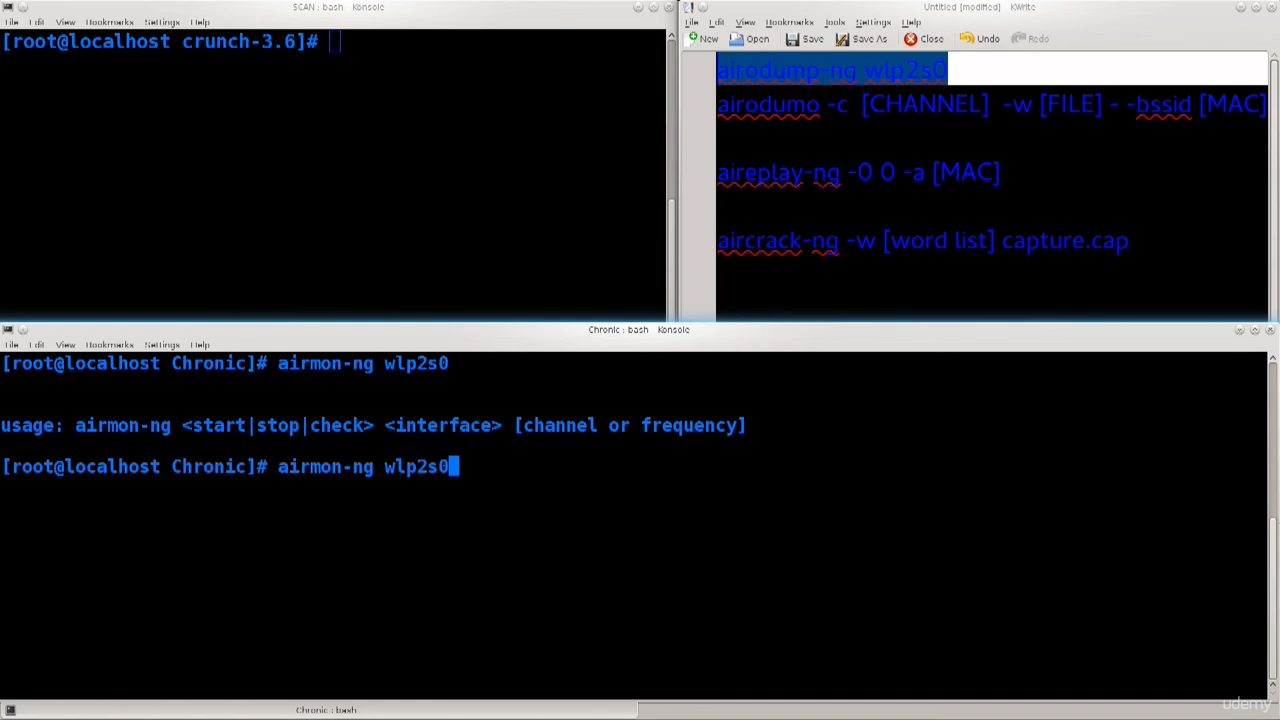 SCAN : bash   Konsole
File Edit View Bookmarks Settings Help
[root@localhost crunch-3.6]#
Untitled [modified]   KWrite
File Edit View Bookmarks Tools Settings Help
New Open Save Save As Close Undo Redo
airodump-ng wlp2s0
airodumo -c  [CHANNEL]  -w [FILE] - -bssid [MAC]
aireplay-ng -0 0 -a [MAC]
aircrack-ng -w [word list] capture.cap
Chronic : bash   Konsole
File Edit View Bookmarks Settings Help
[root@localhost Chronic]# airmon-ng wlp2s0
usage: airmon-ng <start|stop|check> <interface> [channel or frequency]
[root@localhost Chronic]# airmon-ng wlp2s0
Chronic : bash
udemy